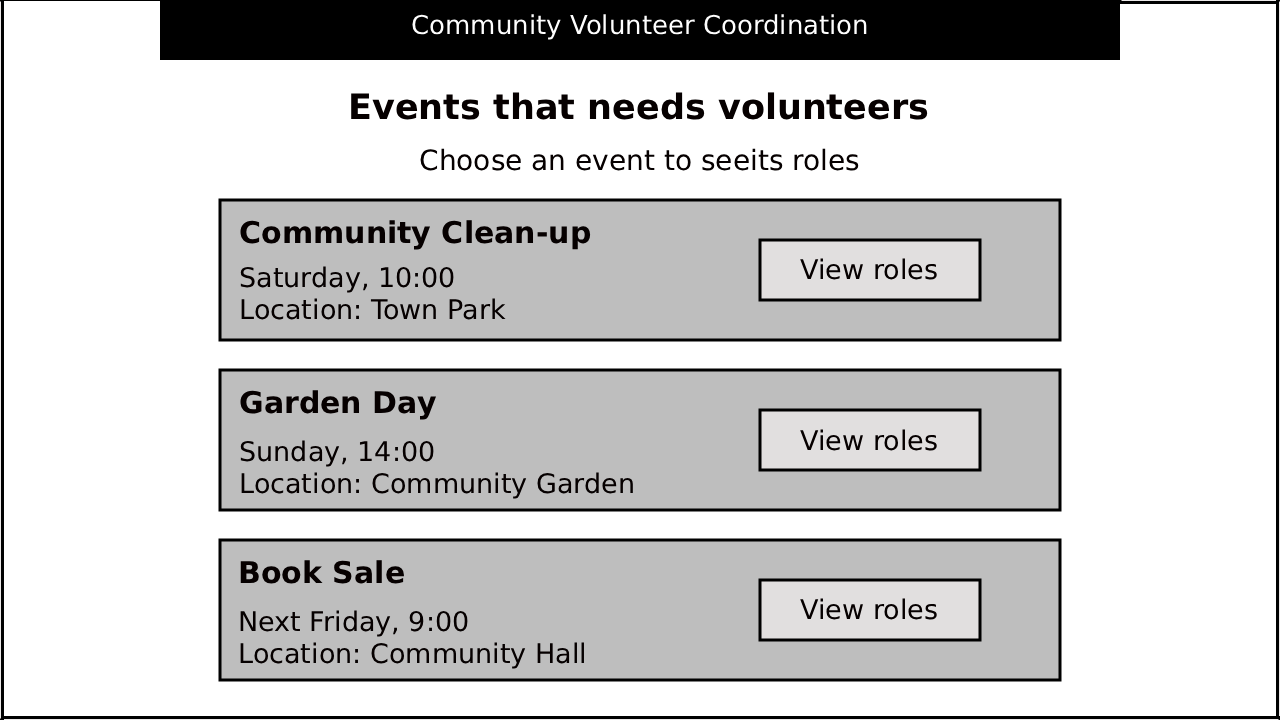 Community Volunteer Coordination
Events that needs volunteers
Choose an event to seeits roles
Community Clean-up
Saturday, 10:00
Location: Town Park
View roles
Garden Day
Sunday, 14:00
Location: Community Garden
View roles
Book Sale
Next Friday, 9:00
Location: Community Hall
View roles